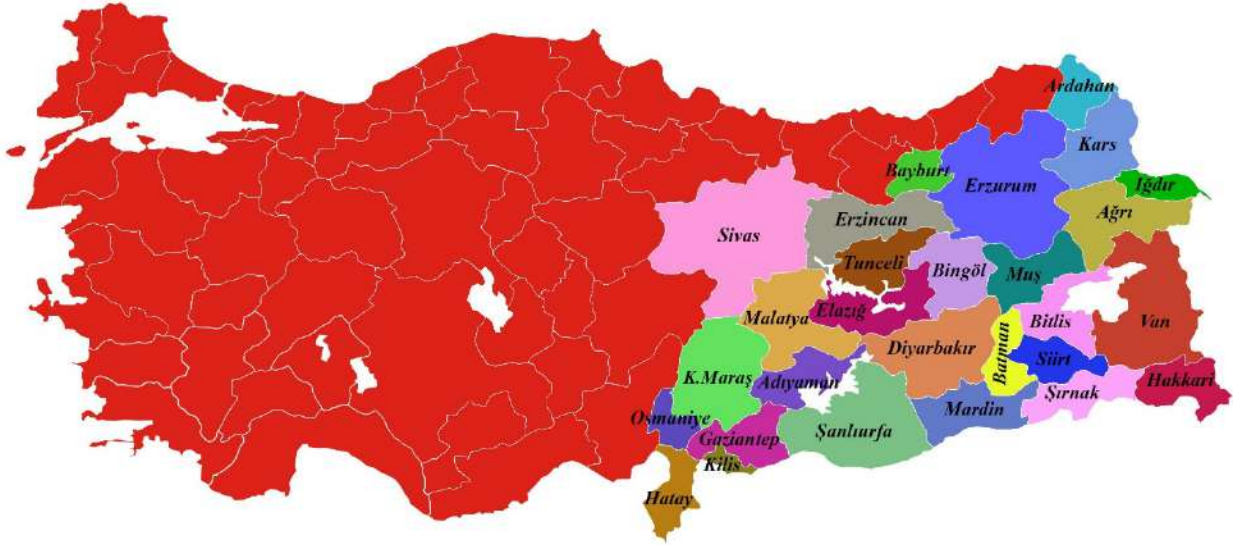 Ardahan
Kars
Bayburt
Erzurum
Iğdır
Ağrı
Sivas
Erzincan
Tunceli
Bingöl
Muş
Malatya
Elazığ
Bitlis
Van
Diyarbakır
Batman
Siirt
K.Maraş
Adıyaman
Hakkari
Şırnak
Mardin
Osmaniye
Gaziantep
Şanlıurfa
Kilis
Hatay